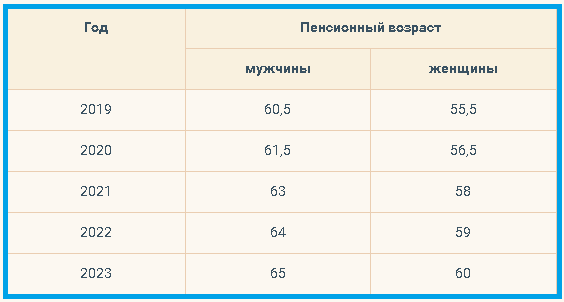 Год Пенсионный возраст
мужчины женщины
2019 60,5 55,5
2020 61,5 56,5
2021 63 58
2022 64 59
2023 65 60